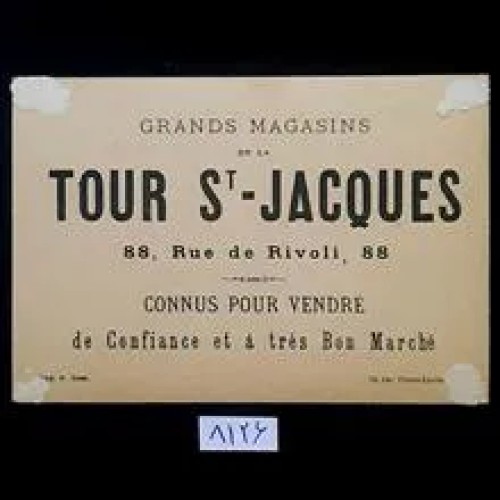 GRANDS MAGASINS
DE LA
TOUR ST-JACQUES
88, Rue de Rivoli, 88
CONNUS POUR VENDRE
de Confiance et à très Bon Marché
۸۱۲۶